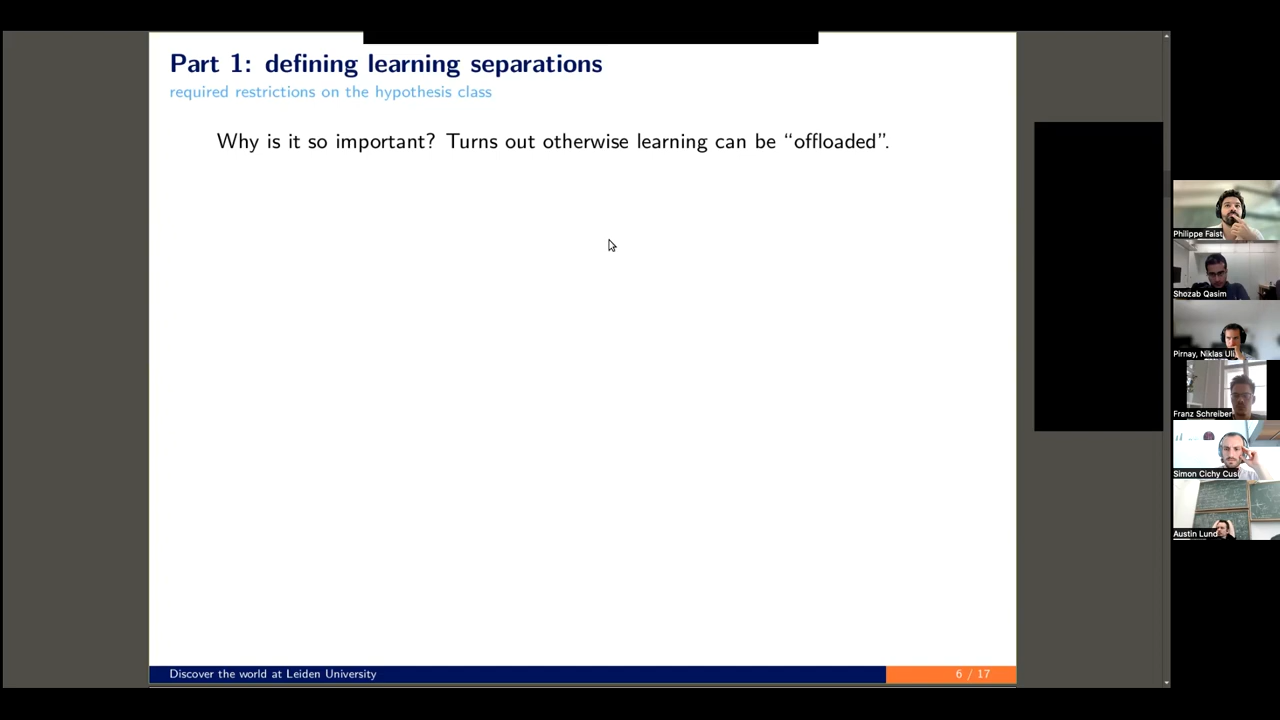 Part 1: defining learning separations
required restrictions on the hypothesis class
Why is it so important? Turns out otherwise learning can be “offloaded”.
Discover the world at Leiden University
6 / 17
Philippe Faist
Shozab Qasim
Pirnay, Niklas Uli
Franz Schreiber
Simon Cichy Cusi
Austin Lund